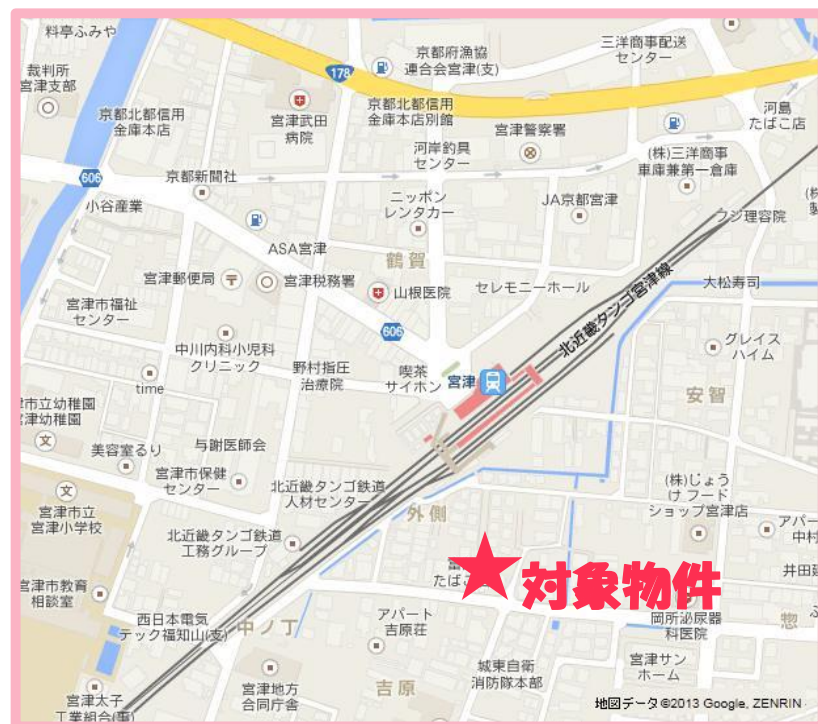 料亭ふみや
裁判所
宮津支部
京都北都信用
金庫本店
178
宮津武田
病院
京都府漁協
連合会宮津(支)
三洋商事配送
センター
京都北都信用
金庫本店別館
宮津警察署
河島
たばこ店
河岸釣具
センター
(株)三洋商事
車庫兼第一倉庫
606
京都新聞社
小谷産業
ニッポン
レンタカー
JA京都宮津
フジ理容院
ASA宮津
鶴賀
宮津郵便局
宮津税務署
山根医院
セレモニーホール
大松寿司
北近畿タンゴ宮津線
宮津市福祉
センター
606
中川内科小児科
クリニック
野村指圧
治療院
喫茶
サイホン
宮津
グレイス
ハイム
time
安智
市立幼稚園
宮津幼稚園
美容室るり
与謝医師会
宮津市保健
センター
北近畿タンゴ鉄道
人材センター
(株)じょう
け フード
ショップ宮津店
宮津市立
宮津小学校
外側
北近畿タンゴ鉄道
工務グループ
アパー
中村
たばこ
対象物件
井田建
宮津市教育
相談室
西日本電気
テック福知山(支)
中ノ丁
アパート
吉原荘
岡所泌尿器
科医院
惣
城東自衛
消防隊本部
宮津サン
ホーム
宮津太子
工業組合(事)
宮津地方
合同庁舎
吉原
地図データ©2013 Google, ZENRIN